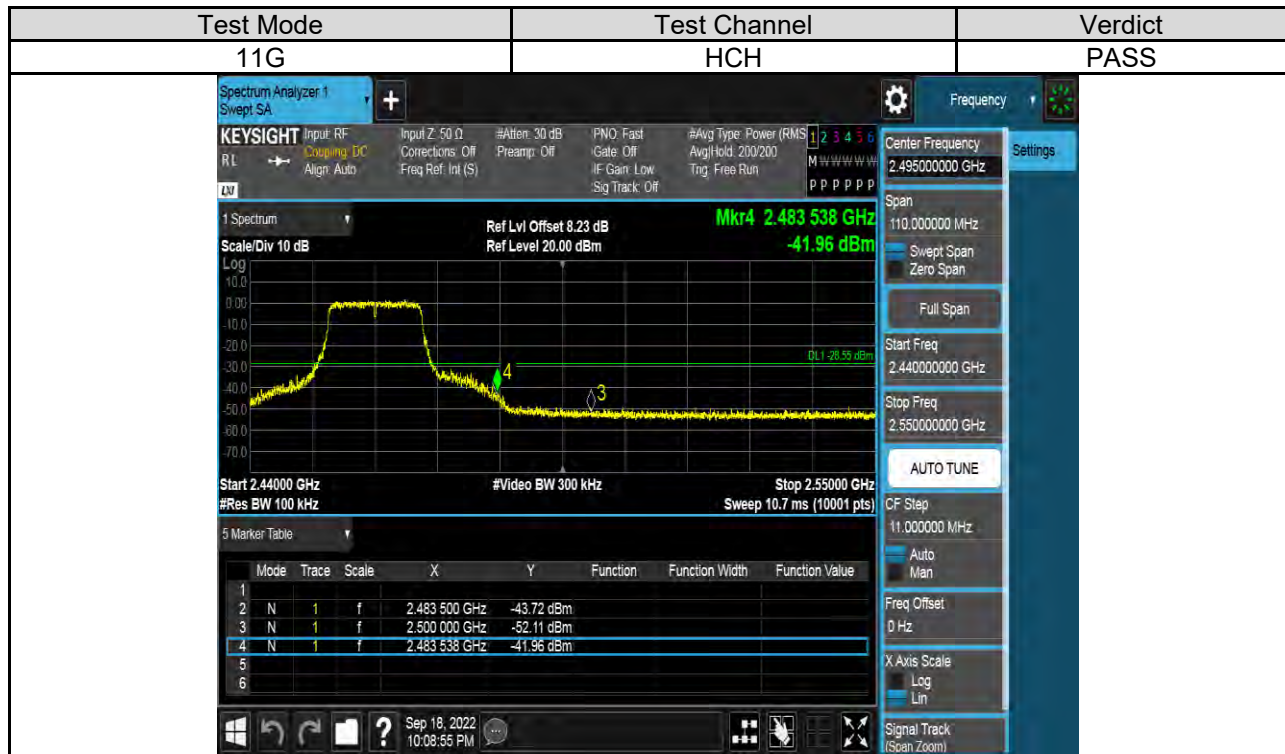 Test Mode Test Channel Verdict
11G HCH PASS
Spectrum Analyzer 1
Swept SA
+
Frequency
KEYSIGHT Input: RF Input Z: 50 Ω #Atten: 30 dB PNO: Fast #Avg Type: Power (RMS 1 2 3 4 5 6
R L Coupling: DC Corrections: Off Preamp: Off Gate: Off Avg|Hold: 200/200 M W W W W W
Align: Auto Freq Ref: Int (S) IF Gain: Low Trig: Free Run
LXI Sig Track: Off P P P P P P
Settings
1 Spectrum
Ref Lvl Offset 8.23 dB Mkr4 2.483 538 GHz
Scale/Div 10 dB Ref Level 20.00 dBm -41.96 dBm
Log
10.0
0.00
-10.0
-20.0
DL1 -28.55 dBm
-30.0
-40.0
-50.0
-60.0
-70.0
4
3
Start 2.44000 GHz #Video BW 300 kHz Stop 2.55000 GHz
#Res BW 100 kHz Sweep 10.7 ms (10001 pts)
5 Marker Table
Mode Trace Scale X Y Function Function Width Function Value
1
2 N 1 f 2.483 500 GHz -43.72 dBm
3 N 1 f 2.500 000 GHz -52.11 dBm
4 N 1 f 2.483 538 GHz -41.96 dBm
5
6
? Sep 18, 2022
10:08:55 PM
Center Frequency
2.495000000 GHz
Span
110.000000 MHz
Swept Span
Zero Span
Full Span
Start Freq
2.440000000 GHz
Stop Freq
2.550000000 GHz
AUTO TUNE
CF Step
11.000000 MHz
Auto
Man
Freq Offset
0 Hz
X Axis Scale
Log
Lin
Signal Track
(Span Zoom)